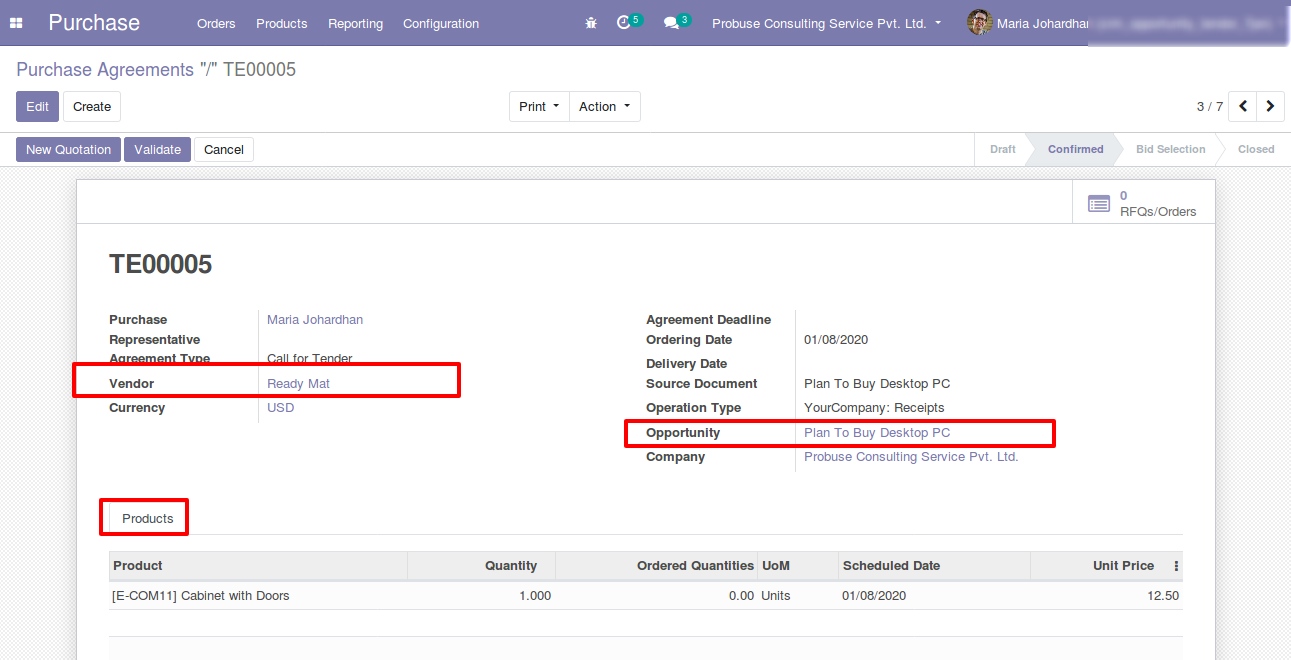 Purchase Orders Products Reporting Configuration 5 3 Probuse Consulting Service Pvt. Ltd. Maria Johardhan
Purchase Agreements "/" TE00005
Edit Create Print Action 3 / 7
New Quotation Validate Cancel Draft Confirmed Bid Selection Closed
0
RFQs/Orders
TE00005
Purchase Representative Maria Johardhan
Agreement Type Call for Tender
Vendor Ready Mat
Currency USD
Agreement Deadline
Ordering Date 01/08/2020
Delivery Date
Source Document Plan To Buy Desktop PC
Operation Type YourCompany: Receipts
Opportunity Plan To Buy Desktop PC
Company Probuse Consulting Service Pvt. Ltd.
Products
Product Quantity Ordered Quantities UoM Scheduled Date Unit Price
[E-COM11] Cabinet with Doors 1.000 0.00 Units 01/08/2020 12.50